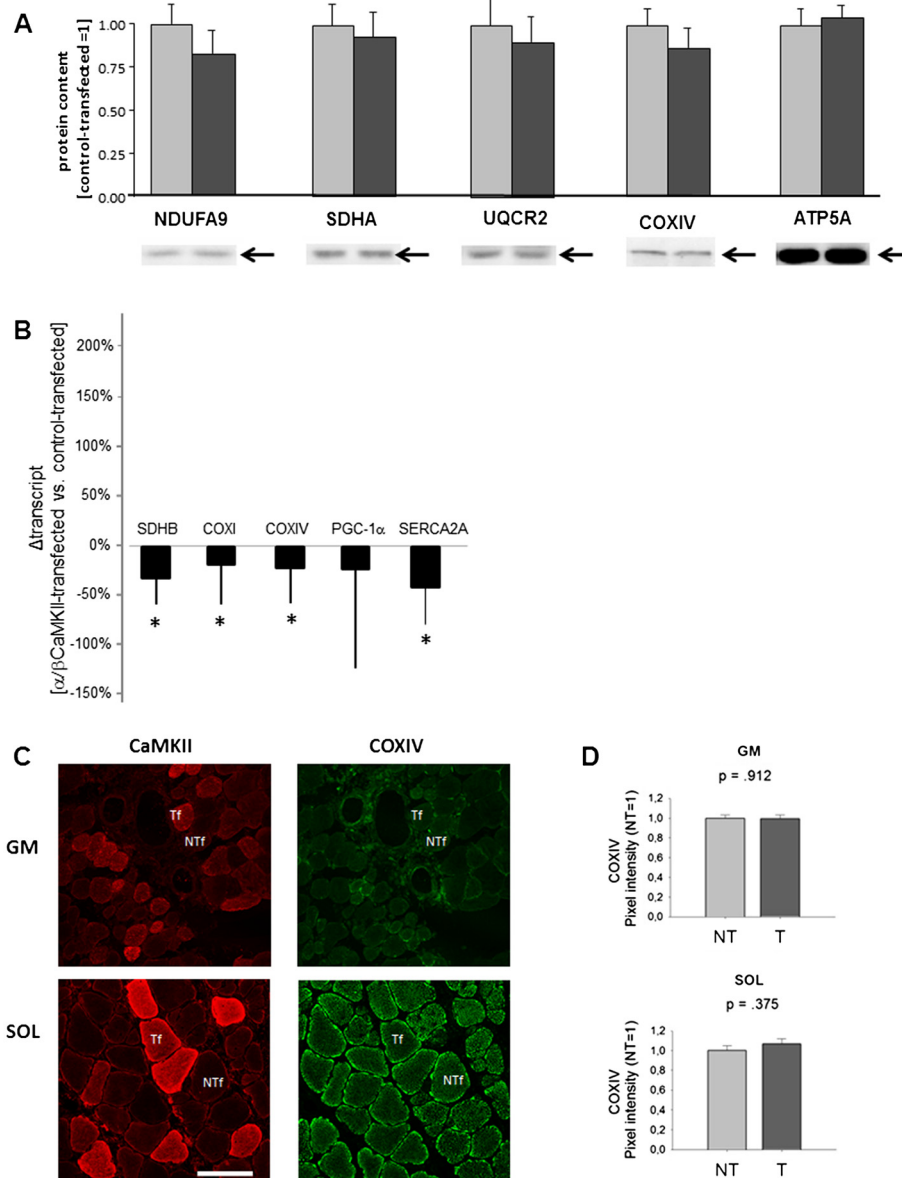 A
protein content
[control-transfected =1]
1.00
0.75
0.50
0.25
0.00
NDUFA9
SDHA
UQCR2
COXIV
ATP5A
B
Δtranscript
[α/βCaMKII-transfected vs. control-transfected]
200%
150%
100%
50%
0%
-50%
-100%
-150%
SDHB COXI COXIV PGC-1α SERCA2A
* * * *
C
CaMKII
COXIV
GM
Tf
NTf
Tf
NTf
SOL
Tf
NTf
Tf
NTf
D
GM
p = .912
COXIV
Pixel intensity (NT=1)
1,2
1,0
0,8
0,6
0,4
0,2
0,0
NT T
SOL
p = .375
COXIV
Pixel intensity (NT=1)
1,2
1,0
0,8
0,6
0,4
0,2
0,0
NT T